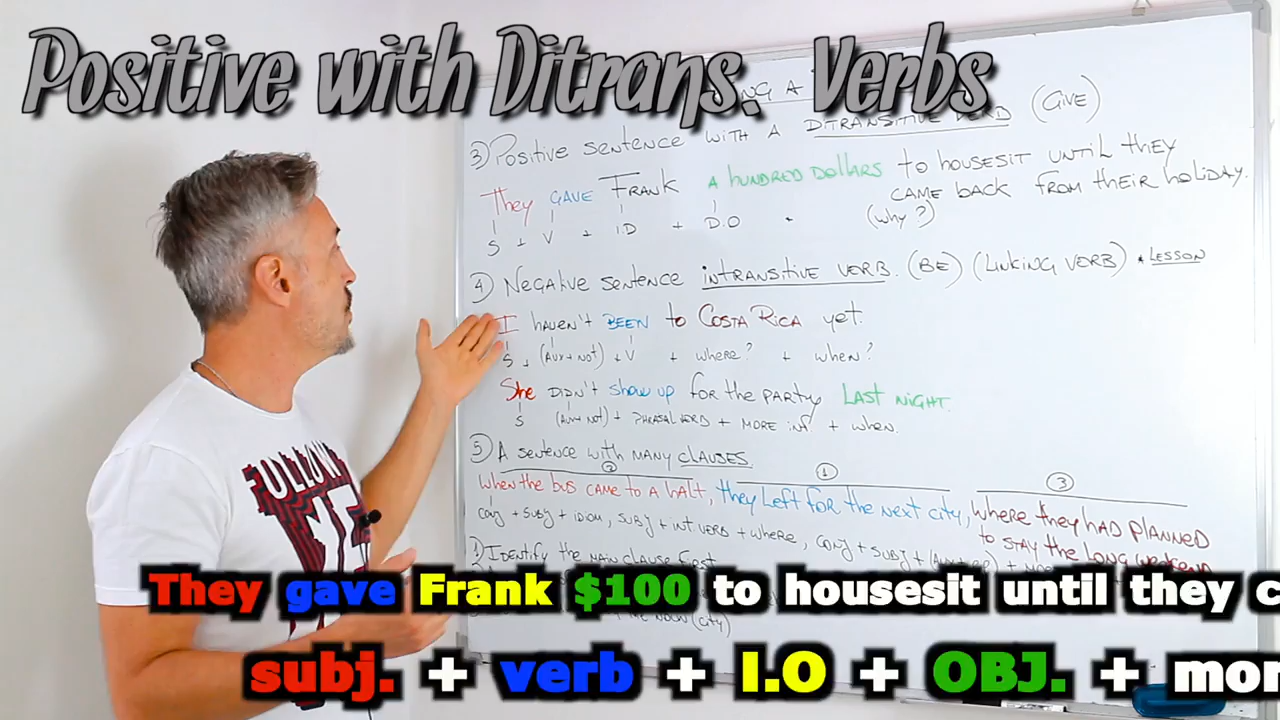 Positive with Ditrans. Verbs
NG A
③ Positive sentence WITH A DITRANSITIVE VERB (GIVE)
They GAVE FRANK A HUNDRED DOLLARS TO HOUSESIT UNTIL THEY
CAME BACK FROM THEIR HOLIDAY.
S + V + I.D + D.O (why?)
④ Negative sentence INTRANSITIVE VERB. (BE) (LINKING VERB) * LESSON
I HAVEN'T BEEN to COSTA RICA yet.
S + (AUX + NOT) + V + WHERE? + WHEN?
She DIDN'T SHOW UP for the party LAST NIGHT.
S (AUX + NOT) + PHRASAL VERB + MORE INF + WHEN.
⑤ A sentence with MANY CLAUSES.
② ① ③
When the bus came to a halt, they Left for the next city, where they HAD PLANNED
to STAY the LONG WEEKEND
CONJ + SUBJ + IDIOM, SUBJ + INT VERB + WHERE, CONJ + SUBJ +
① IDENTIFY the MAIN CLAUSE FIRST
They gave Frank $100 to housesit until they c
(city)
subj. + verb + I.O + OBJ. + mor
FOLLOW